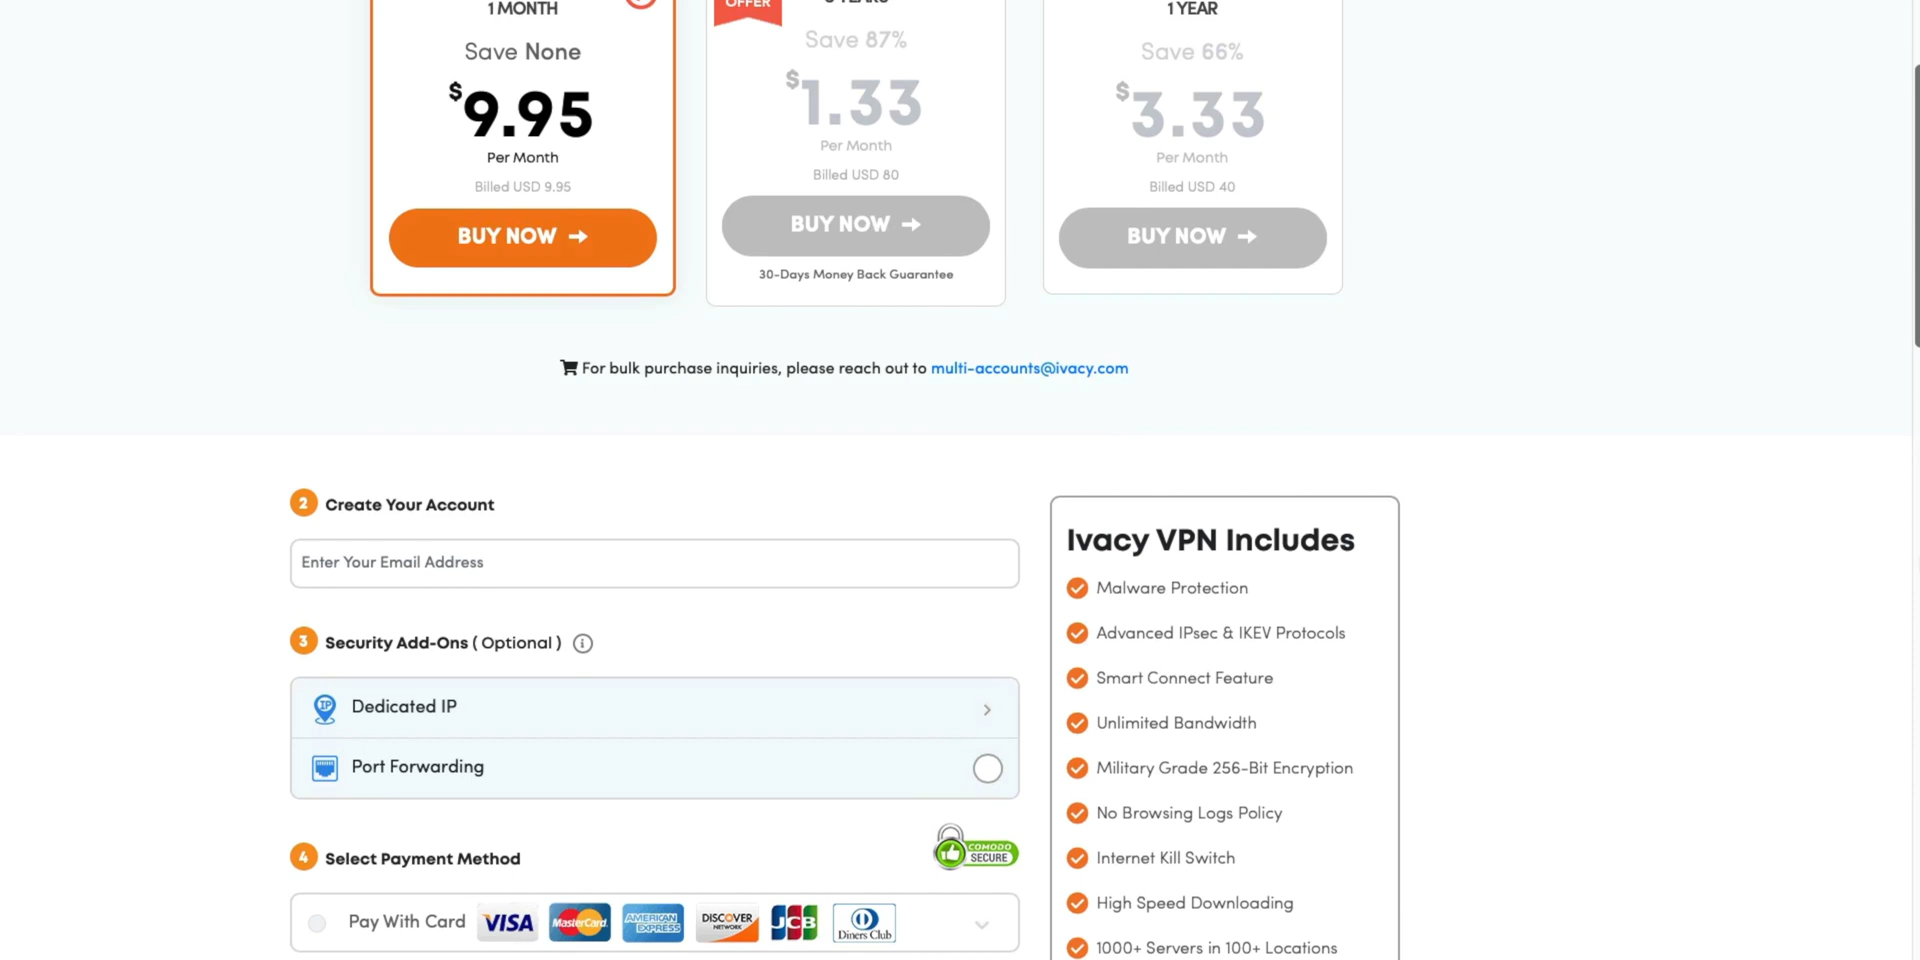 1 MONTH
Save None
$9.95
Per Month
Billed USD 9.95
BUY NOW →
OFFER
Save 87%
$1.33
Per Month
Billed USD 80
BUY NOW →
30-Days Money Back Guarantee
1 YEAR
Save 66%
$3.33
Per Month
Billed USD 40
BUY NOW →
For bulk purchase inquiries, please reach out to multi-accounts@ivacy.com
2 Create Your Account
Enter Your Email Address
3 Security Add-Ons ( Optional )
IP Dedicated IP
Port Forwarding
4 Select Payment Method
COMODO
SECURE
Pay With Card VISA MasterCard AMERICAN EXPRESS DISCOVER NETWORK JCB Diners Club
Ivacy VPN Includes
Malware Protection
Advanced IPsec & IKEV Protocols
Smart Connect Feature
Unlimited Bandwidth
Military Grade 256-Bit Encryption
No Browsing Logs Policy
Internet Kill Switch
High Speed Downloading
1000+ Servers in 100+ Locations